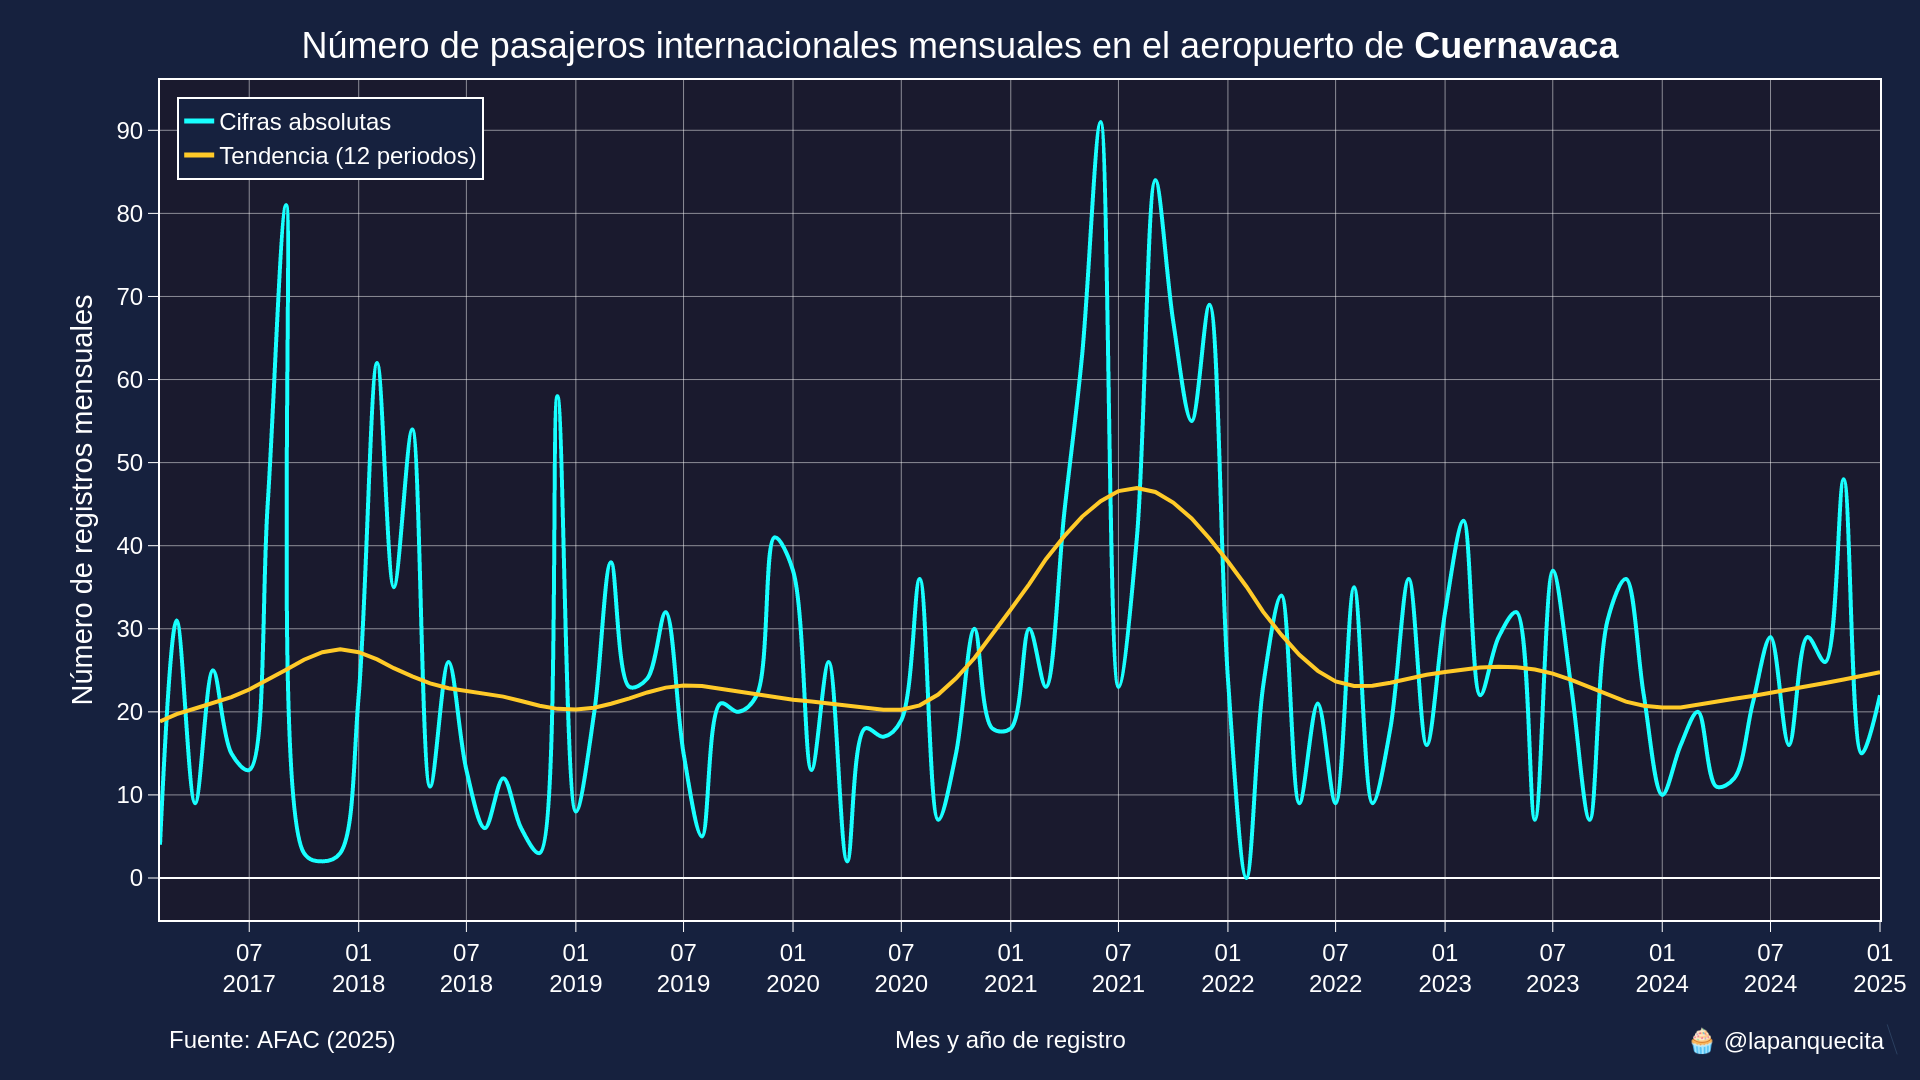 Número de pasajeros internacionales mensuales en el aeropuerto de Cuernavaca
Cifras absolutas
Tendencia (12 periodos)
Número de registros mensuales
90
80
70
60
50
40
30
20
10
0
07 01 07 01 07 01 07 01 07 01 07 01 07 01 07 01
2017 2018 2018 2019 2019 2020 2020 2021 2021 2022 2022 2023 2023 2024 2024 2025
Fuente: AFAC (2025)
Mes y año de registro
🧁 @lapanquecita